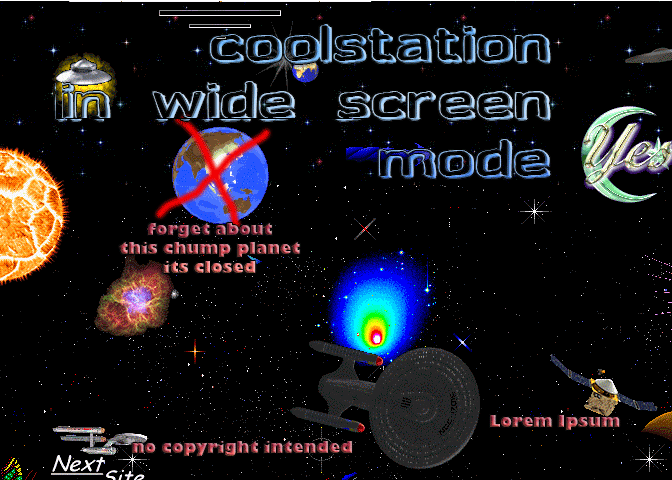 coolstation
in wide screen
mode
Yes
forget about
this chump planet
its closed
Lorem Ipsum
no copyright intended
Next
Site